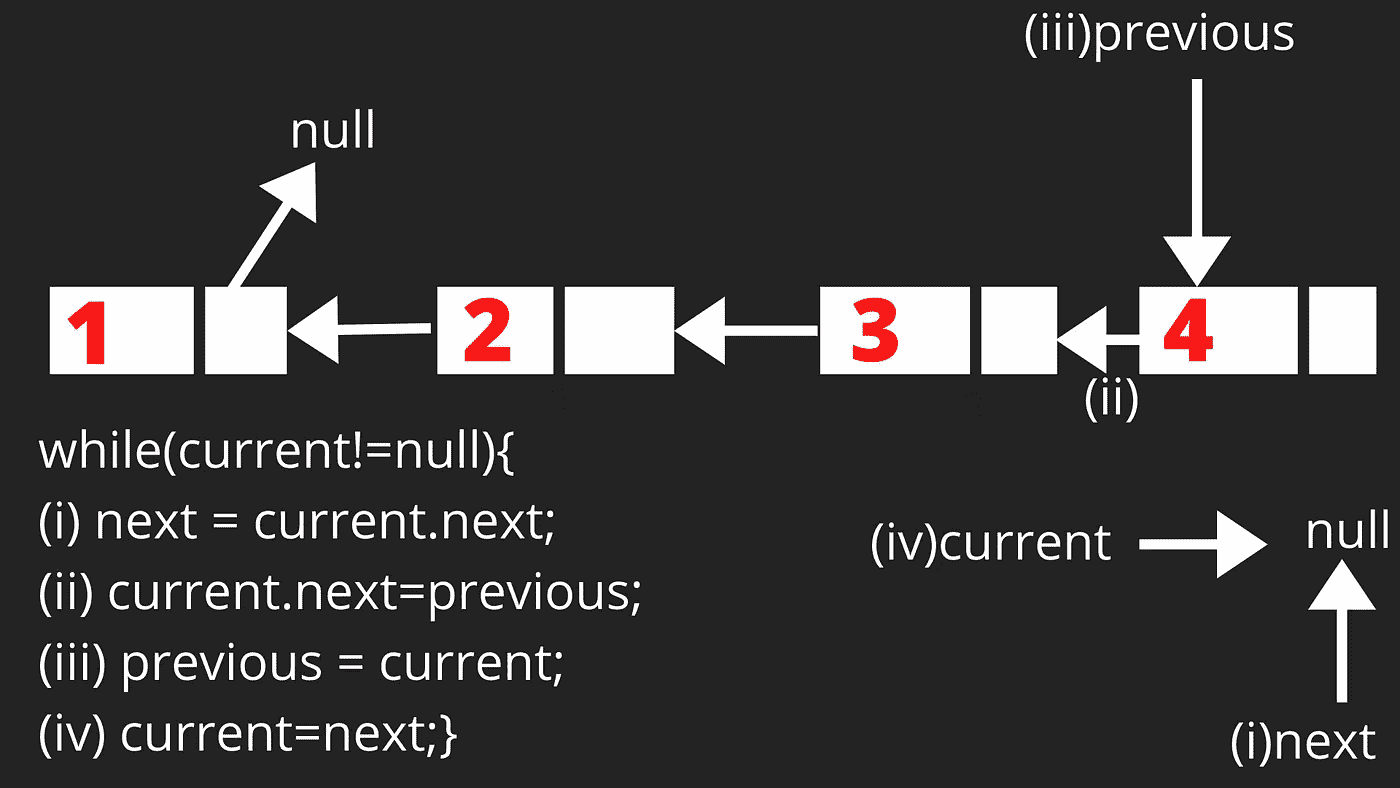 (iii)previous
null
1 2 3 4
(ii)
while(current!=null){
(i) next = current.next;
(ii) current.next=previous;
(iii) previous = current;
(iv) current=next;}
(iv)current
null
(i)next